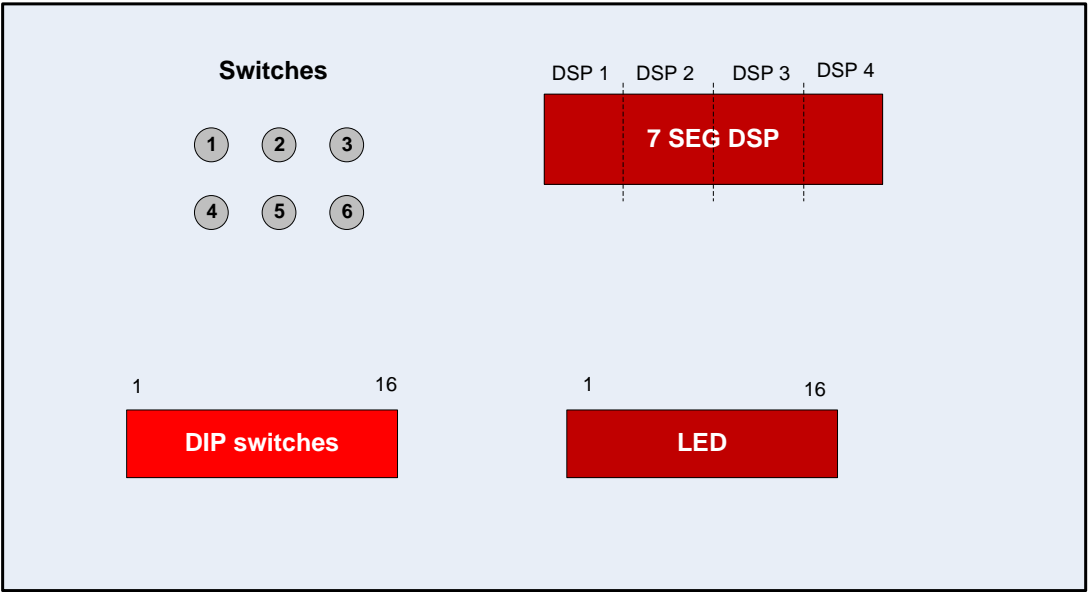 Switches
1 2 3
4 5 6
DSP 1 DSP 2 DSP 3 DSP 4
7 SEG DSP
1 16
DIP switches
1 16
LED